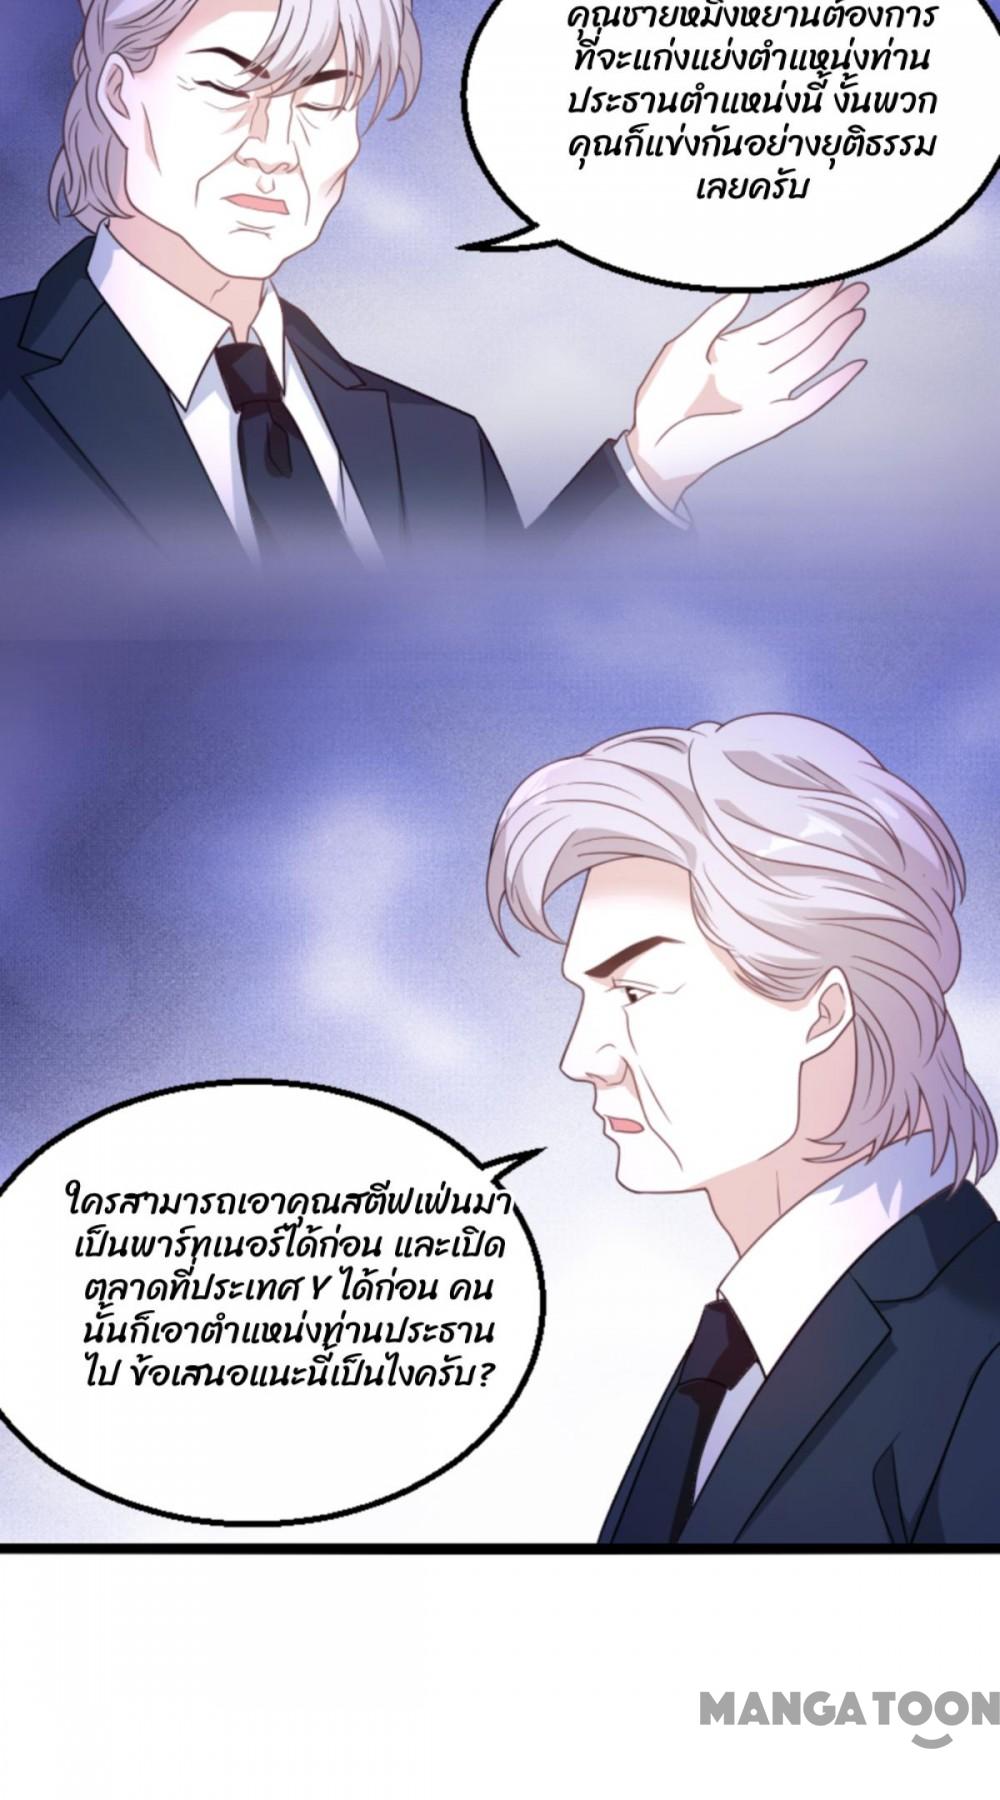 คุณชายหมิงหยานต้องการ
ที่จะแก่งแย่งตำแหน่งท่าน
ประธานตำแหน่งนี้ งั้นพวก
คุณก็แข่งกันอย่างยุติธรรม
เลยครับ
ใครสามารถเอาคุณสตีฟเฟ่นมา
เป็นพาร์ทเนอร์ได้ก่อน และเปิด
ตลาดที่ประเทศ Y ได้ก่อน คน
นั้นก็เอาตำแหน่งท่านประธาน
ไป ข้อเสนอแนะนี้เป็นไงครับ?
MANGATOON